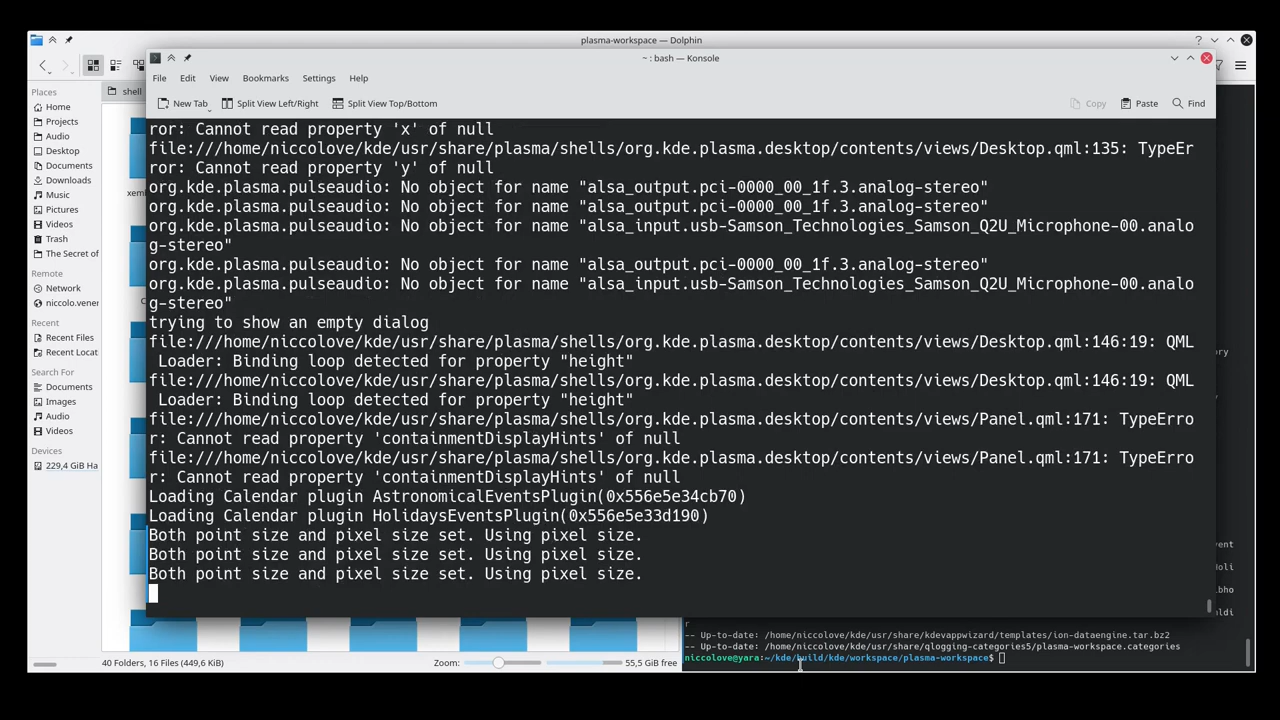 plasma-workspace — Dolphin
~ : bash — Konsole
File Edit View Bookmarks Settings Help
New Tab Split View Left/Right Split View Top/Bottom Copy Paste Find
Places
Home
Projects
Audio
Desktop
Documents
Downloads
Music
Pictures
Videos
Trash
The Secret of
Remote
Network
niccolo.vener
Recent
Recent Files
Recent Locat
Search For
Documents
Images
Audio
Videos
Devices
229,4 GiB Ha
shell
ror: Cannot read property 'x' of null
file:///home/niccolove/kde/usr/share/plasma/shells/org.kde.plasma.desktop/contents/views/Desktop.qml:135: TypeEr
ror: Cannot read property 'y' of null
org.kde.plasma.pulseaudio: No object for name "alsa_output.pci-0000_00_1f.3.analog-stereo"
org.kde.plasma.pulseaudio: No object for name "alsa_output.pci-0000_00_1f.3.analog-stereo"
org.kde.plasma.pulseaudio: No object for name "alsa_input.usb-Samson_Technologies_Samson_Q2U_Microphone-00.analo
g-stereo"
org.kde.plasma.pulseaudio: No object for name "alsa_output.pci-0000_00_1f.3.analog-stereo"
org.kde.plasma.pulseaudio: No object for name "alsa_input.usb-Samson_Technologies_Samson_Q2U_Microphone-00.analo
g-stereo"
trying to show an empty dialog
file:///home/niccolove/kde/usr/share/plasma/shells/org.kde.plasma.desktop/contents/views/Desktop.qml:146:19: QML
Loader: Binding loop detected for property "height"
file:///home/niccolove/kde/usr/share/plasma/shells/org.kde.plasma.desktop/contents/views/Desktop.qml:146:19: QML
Loader: Binding loop detected for property "height"
file:///home/niccolove/kde/usr/share/plasma/shells/org.kde.plasma.desktop/contents/views/Panel.qml:171: TypeErro
r: Cannot read property 'containmentDisplayHints' of null
file:///home/niccolove/kde/usr/share/plasma/shells/org.kde.plasma.desktop/contents/views/Panel.qml:171: TypeErro
r: Cannot read property 'containmentDisplayHints' of null
Loading Calendar plugin AstronomicalEventsPlugin(0x556e5e34cb70)
Loading Calendar plugin HolidaysEventsPlugin(0x556e5e33d190)
Both point size and pixel size set. Using pixel size.
Both point size and pixel size set. Using pixel size.
Both point size and pixel size set. Using pixel size.
r
-- Up-to-date: /home/niccolove/kde/usr/share/kdevappwizard/templates/ion-dataengine.tar.bz2
-- Up-to-date: /home/niccolove/kde/usr/share/qlogging-categories5/plasma-workspace.categories
niccolove@yara:~/kde/build/kde/workspace/plasma-workspace$
40 Folders, 16 Files (449,6 KiB) Zoom: 55,5 GiB free